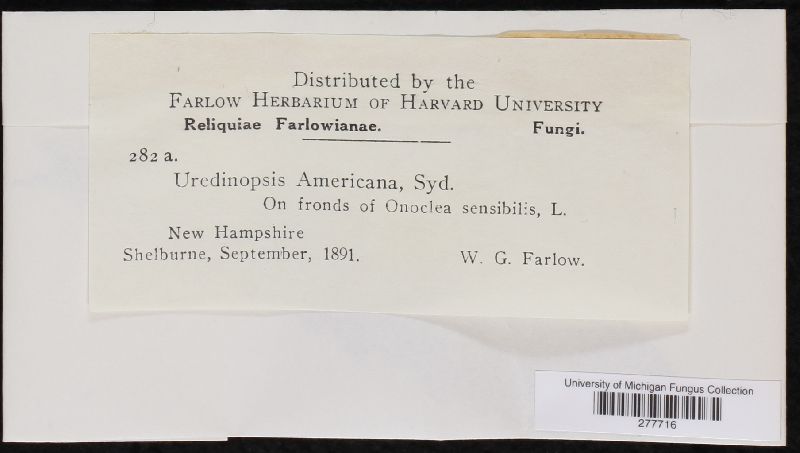 Distributed by the
FARLOW HERBARIUM OF HARVARD UNIVERSITY
Reliquiae Farlowianae. Fungi.
282 a.
Uredinopsis Americana, Syd.
On fronds of Onoclea sensibilis, L.
New Hampshire
Shelburne, September, 1891. W. G. Farlow.
University of Michigan Fungus Collection
277716